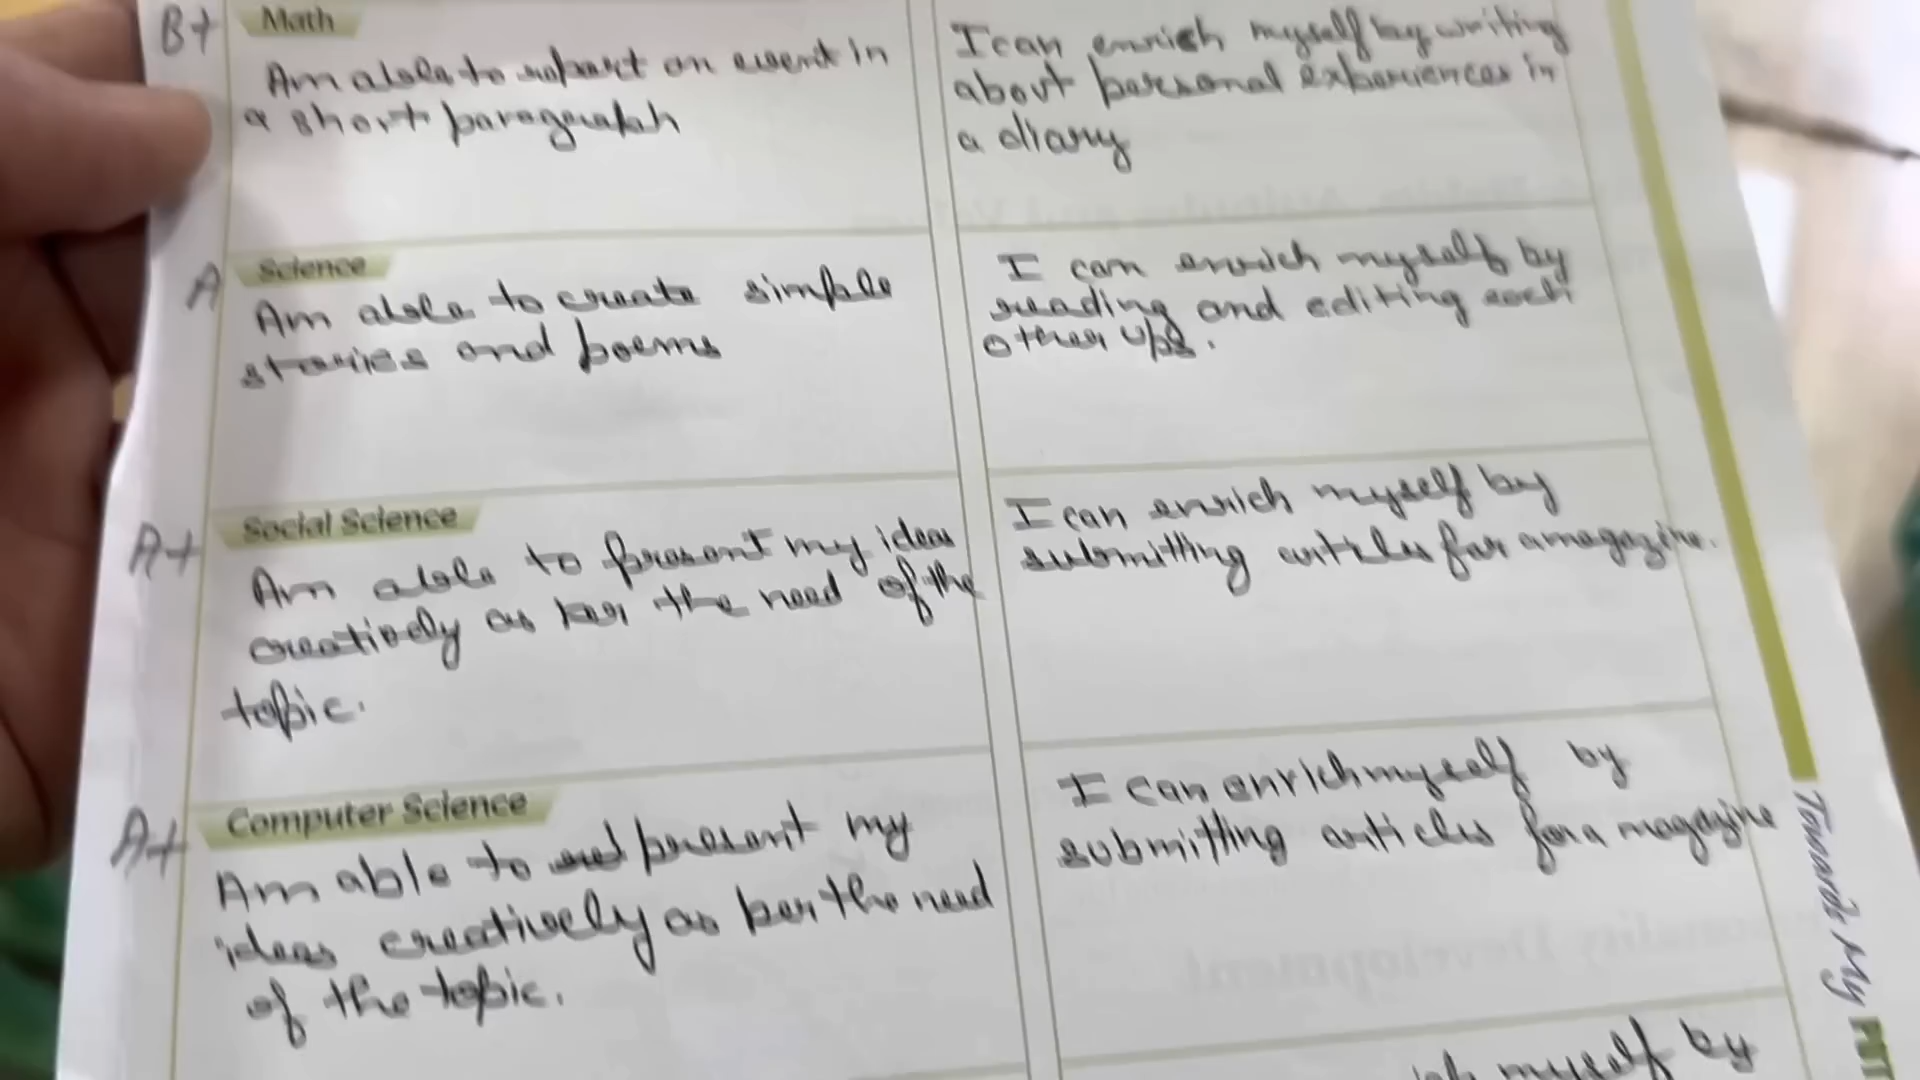 B+ Math
Am able to report on event in
a short paragraph
I can enrich myself by writing
about personal experiences in
a diary
A Science
Am able to create simple
stories and poems
I can enrich myself by
reading and editing each
other
A+ Social Science
Am able to present my ideas
creatively as per the need of the
topic.
I can enrich myself by
submitting articles for a magazine.
A+ Computer Science
Am able to present my
ideas creatively as per the need
of the topic.
I can enrich myself by
submitting articles for a magazine
myself by
Towards My